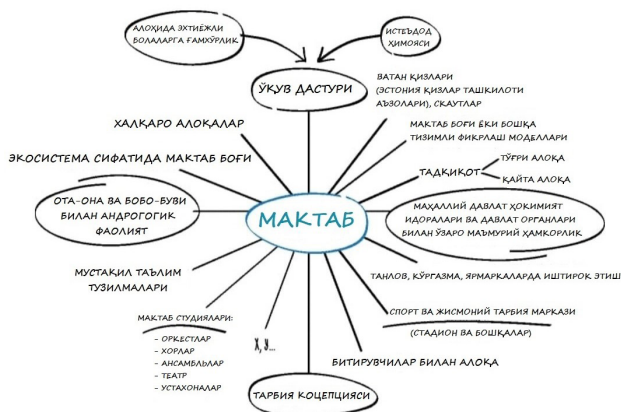 АЛОҲИДА ЭХТИЁЖЛИ
БОЛАЛАРГА ҒАМХЎРЛИК
ИСТЕЪДОД
ҲИМОЯСИ
ЎҚУВ ДАСТУРИ
ВАТАН ҚИЗЛАРИ
(ЭСТОНИЯ ҚИЗЛАР ТАШКИЛОТИ
АЪЗОЛАРИ), СКАУТЛАР
ХАЛҚАРО АЛОҚАЛАР
МАКТАБ БОҒИ ЁКИ БОШҚА
ТИЗИМЛИ ФИКРЛАШ МОДЕЛЛАРИ
ЭКОСИСТЕМА СИФАТИДА МАКТАБ БОҒИ
ТАДҚИҚОТ
ТЎҒРИ АЛОҚА
ҚАЙТА АЛОҚА
ОТА-ОНА ВА БОБО-БУВИ
БИЛАН АНДРОГОГИК
ФАОЛИЯТ
МАКТАБ
МАҲАЛЛИЙ ДАВЛАТ ҲОКИМИЯТ
ИДОРАЛАРИ ВА ДАВЛАТ ОРГАНЛАРИ
БИЛАН ЎЗАРО МАЪМУРИЙ ҲАМКОРЛИК
МУСТАҚИЛ ТАЪЛИМ
ТУЗИЛМАЛАРИ
ТАНЛОВ, КЎРГАЗМА, ЯРМАРКАЛАРДА ИШТИРОК ЭТИШ
МАКТАБ СТУДИЯЛАРИ:
- ОРКЕСТЛАР
- ХОРЛАР
- АНСАМБЛЬЛАР
- ТЕАТР
- УСТАХОНАЛАР
X, У...
СПОРТ ВА ЖИСМОНИЙ ТАРБИЯ МАРКАЗИ
(СТАДИОН ВА БОШҚАЛАР)
БИТИРУВЧИЛАР БИЛАН АЛОҚА
ТАРБИЯ КОЦЕПЦИЯСИ